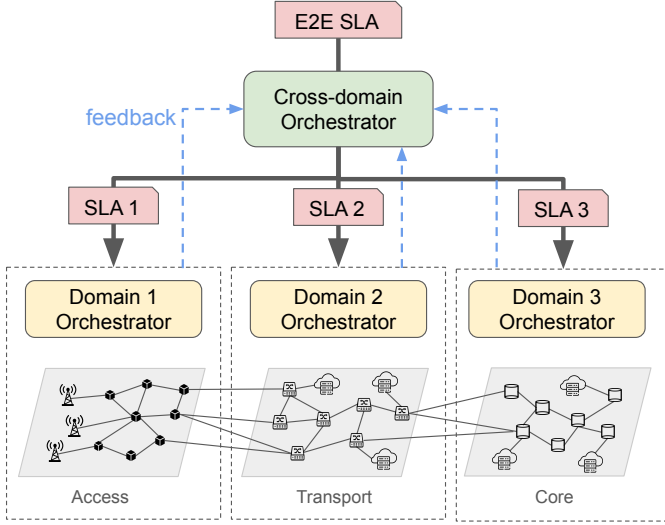 E2E SLA
Cross-domain
Orchestrator
feedback
SLA 1
SLA 2
SLA 3
Domain 1
Orchestrator
Domain 2
Orchestrator
Domain 3
Orchestrator
Access
Transport
Core